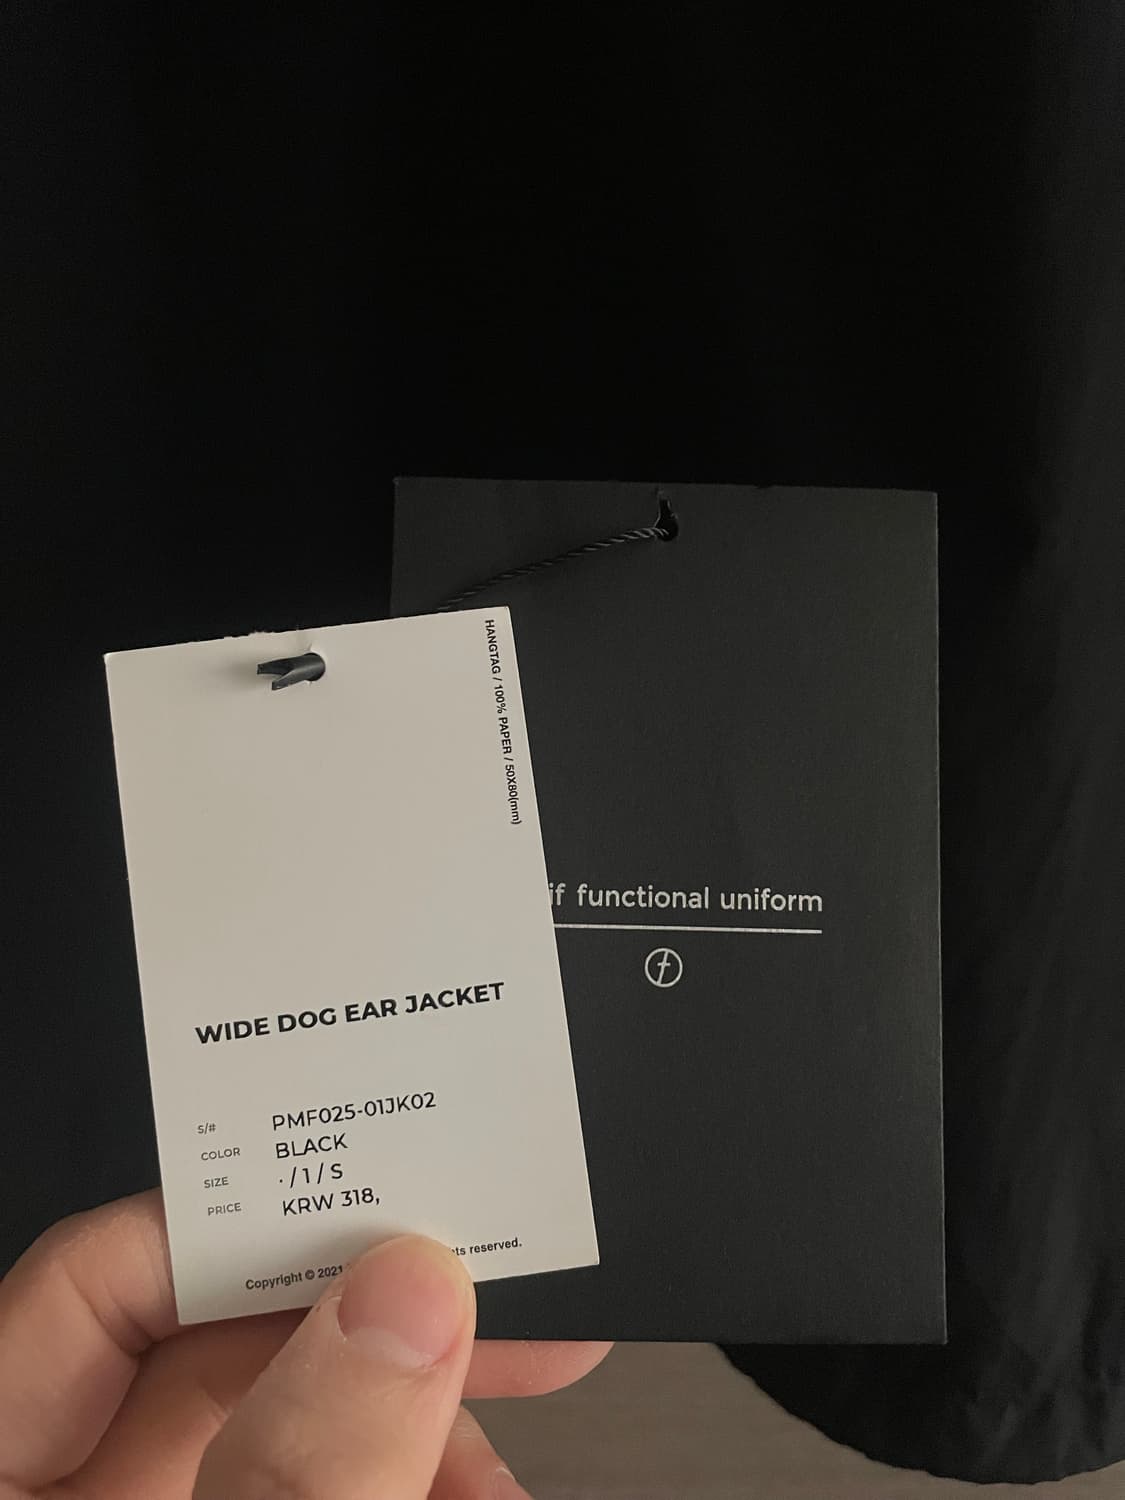 HANGTAG / 100% PAPER / 50X80(mm)
if functional uniform
WIDE DOG EAR JACKET
S/# PMF025-01JK02
COLOR BLACK
SIZE ·/1/S
PRICE KRW 318,
Copyright © 2021 reserved.